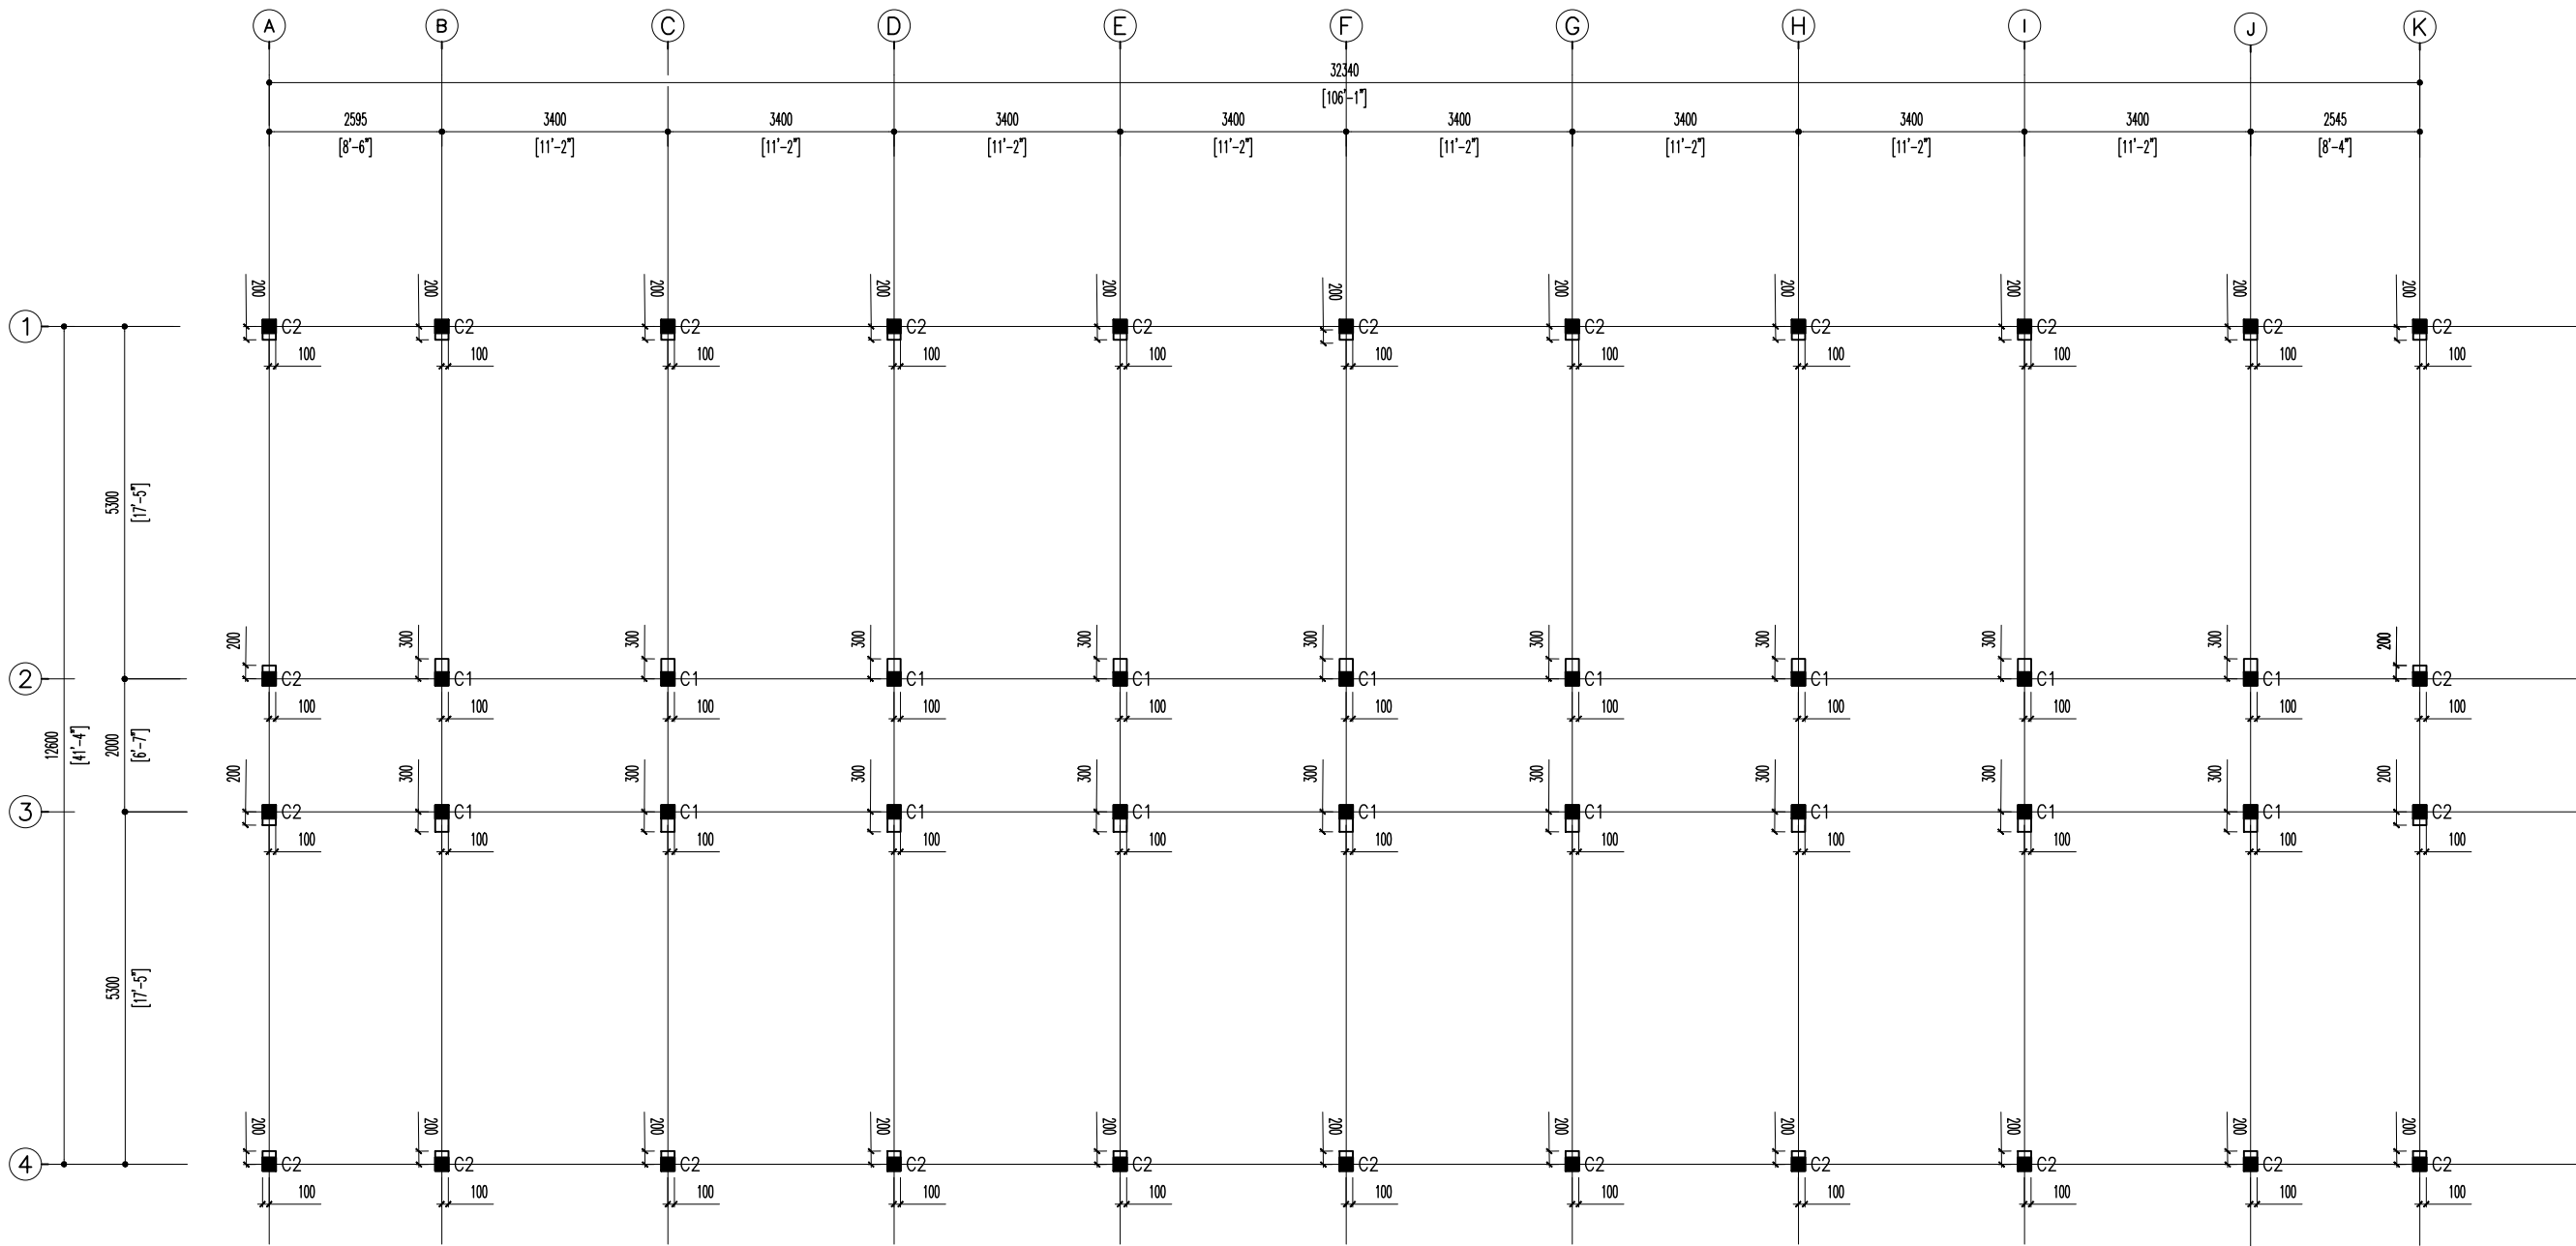 A B C D E F G H I J K
32340
[106'-1"]
2595 3400 3400 3400 3400 3400 3400 3400 3400 2545
[8'-6"] [11'-2"] [11'-2"] [11'-2"] [11'-2"] [11'-2"] [11'-2"] [11'-2"] [11'-2"] [8'-4"]
200 200 200 200 200 200 200 200 200 200 200
1 C2 C2 C2 C2 C2 C2 C2 C2 C2 C2 C2
100 100 100 100 100 100 100 100 100 100 100
5300 [17'-5"]
200 300 300 300 300 300 300 300 300 300 200
2 C2 C1 C1 C1 C1 C1 C1 C1 C1 C1 C2
100 100 100 100 100 100 100 100 100 100 100
12600 [41'-4"] 2000 [6'-7"]
200 300 300 300 300 300 300 300 300 300 200
3 C2 C1 C1 C1 C1 C1 C1 C1 C1 C1 C2
100 100 100 100 100 100 100 100 100 100 100
5300 [17'-5"]
200 200 200 200 200 200 200 200 200 200 200
4 C2 C2 C2 C2 C2 C2 C2 C2 C2 C2 C2
100 100 100 100 100 100 100 100 100 100 100